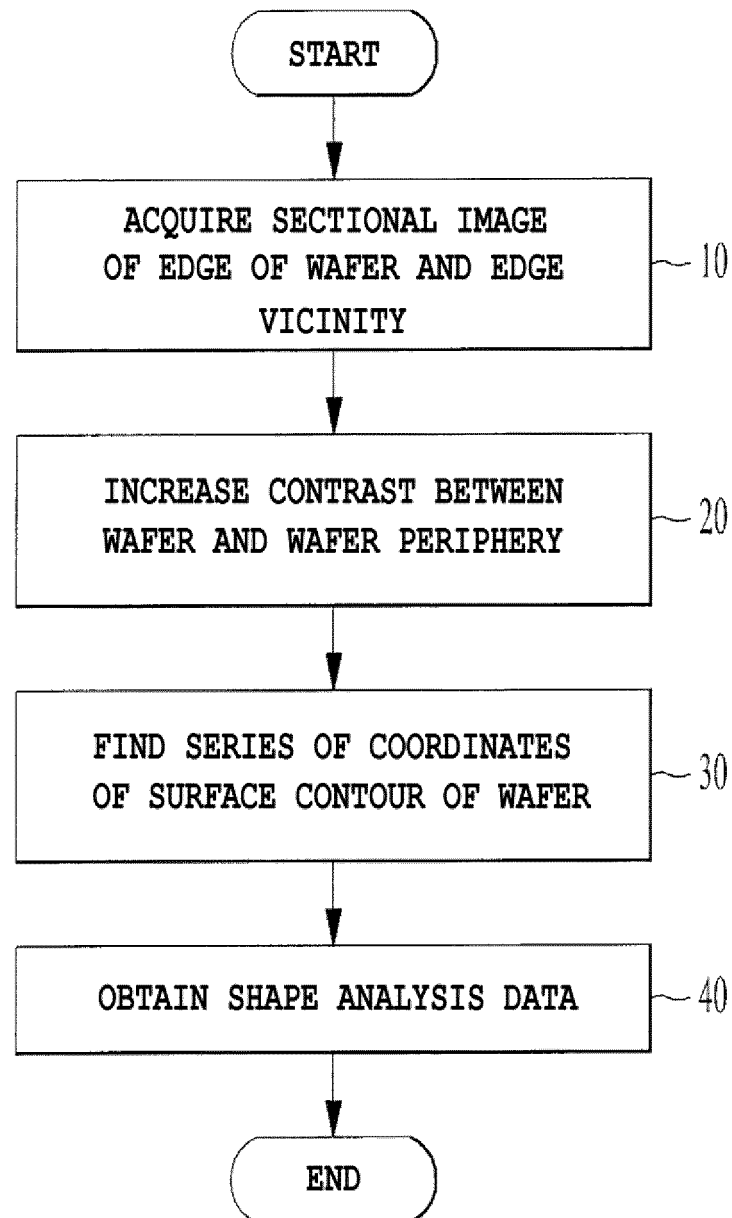 START
ACQUIRE SECTIONAL IMAGE
OF EDGE OF WAFER AND EDGE
VICINITY
10
INCREASE CONTRAST BETWEEN
WAFER AND WAFER PERIPHERY
20
FIND SERIES OF COORDINATES
OF SURFACE CONTOUR OF WAFER
30
OBTAIN SHAPE ANALYSIS DATA
40
END